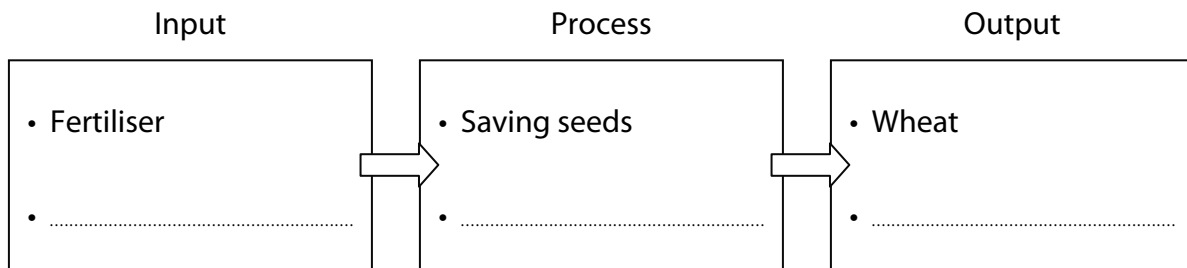 Input Process Output
• Fertiliser • Saving seeds • Wheat
• .......... • .......... • ..........